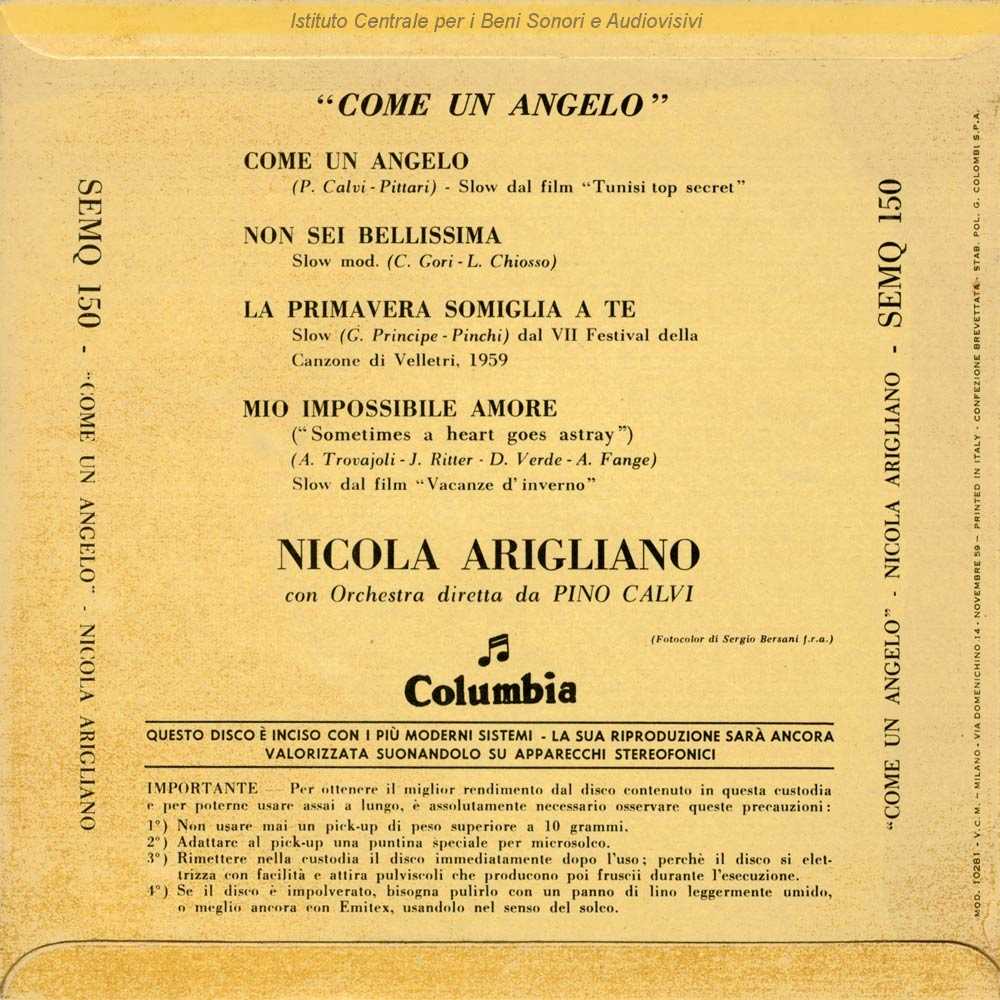 Istituto Centrale per i Beni Sonori e Audiovisivi
“COME UN ANGELO”
COME UN ANGELO
(P. Calvi - Pittari) - Slow dal film “Tunisi top secret”
NON SEI BELLISSIMA
Slow mod. (C. Gori - L. Chiosso)
LA PRIMAVERA SOMIGLIA A TE
Slow (G. Principe - Pinchi) dal VII Festival della
Canzone di Velletri, 1959
MIO IMPOSSIBILE AMORE
(“Sometimes a heart goes astray”)
(A. Trovajoli - J. Ritter - D. Verde - A. Fange)
Slow dal film “Vacanze d’inverno”
NICOLA ARIGLIANO
con Orchestra diretta da PINO CALVI
(Fotocolor di Sergio Bersani f.r.a.)
Columbia
QUESTO DISCO È INCISO CON I PIÙ MODERNI SISTEMI - LA SUA RIPRODUZIONE SARÀ ANCORA
VALORIZZATA SUONANDOLO SU APPARECCHI STEREOFONICI
IMPORTANTE — Per ottenere il miglior rendimento dal disco contenuto in questa custodia
e per poterne usare assai a lungo, è assolutamente necessario osservare queste precauzioni:
1°) Non usare mai un pick-up di peso superiore a 10 grammi.
2°) Adattare al pick-up una puntina speciale per microsolco.
3°) Rimettere nella custodia il disco immediatamente dopo l’uso; perchè il disco si elet-
trizza con facilità e attira pulviscoli che producono poi fruscii durante l’esecuzione.
4°) Se il disco è impolverato, bisogna pulirlo con un panno di lino leggermente umido,
o meglio ancora con Emitex, usandolo nel senso del solco.
SEMQ 150 - “COME UN ANGELO” - NICOLA ARIGLIANO
“COME UN ANGELO” - NICOLA ARIGLIANO - SEMQ 150
MOD. 10281 - V.C.M. — MILANO - VIA DOMENICHINO 14 - NOVEMBRE 59 — PRINTED IN ITALY - CONFEZIONE BREVETTATA - STAB. POL. G. COLOMBI S.P.A.